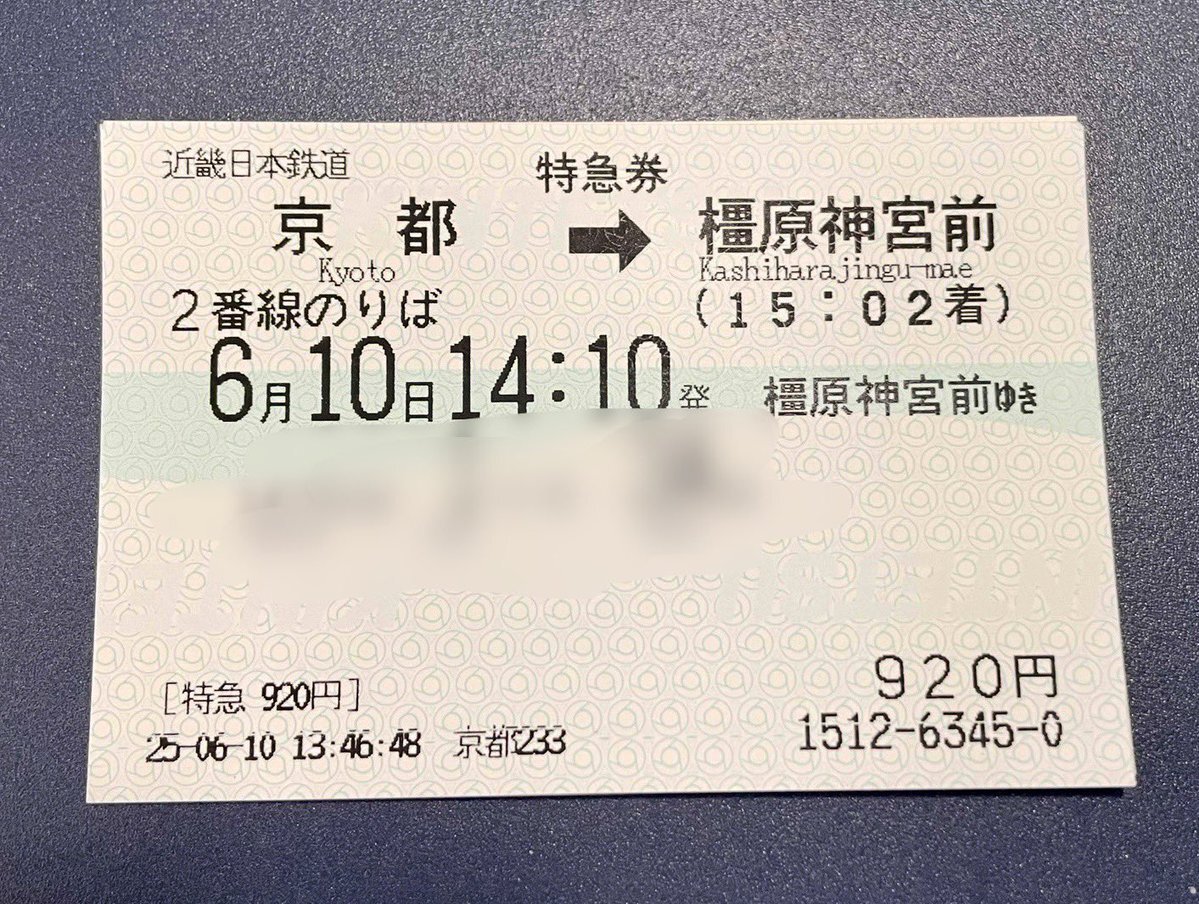 近畿日本鉄道 特急券
京都 ➡ 橿原神宮前
Kyoto Kashiharajingu-mae
2番線のりば (15:02着)
6月10日14:10発 橿原神宮前ゆき
920円
[特急 920円]
1512-6345-0
25-06-10 13:46:48 京都S233